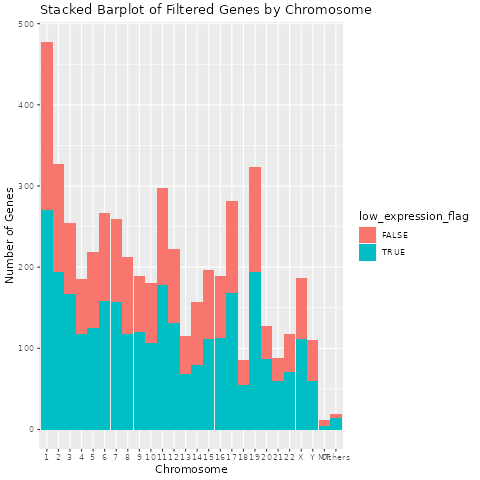 Stacked Barplot of Filtered Genes by Chromosome
500
400
300
200
100
0
Number of Genes
1 2 3 4 5 6 7 8 9 10 11 12 13 14 15 16 17 18 19 20 21 22 X Y MT Others
Chromosome
low_expression_flag
FALSE
TRUE